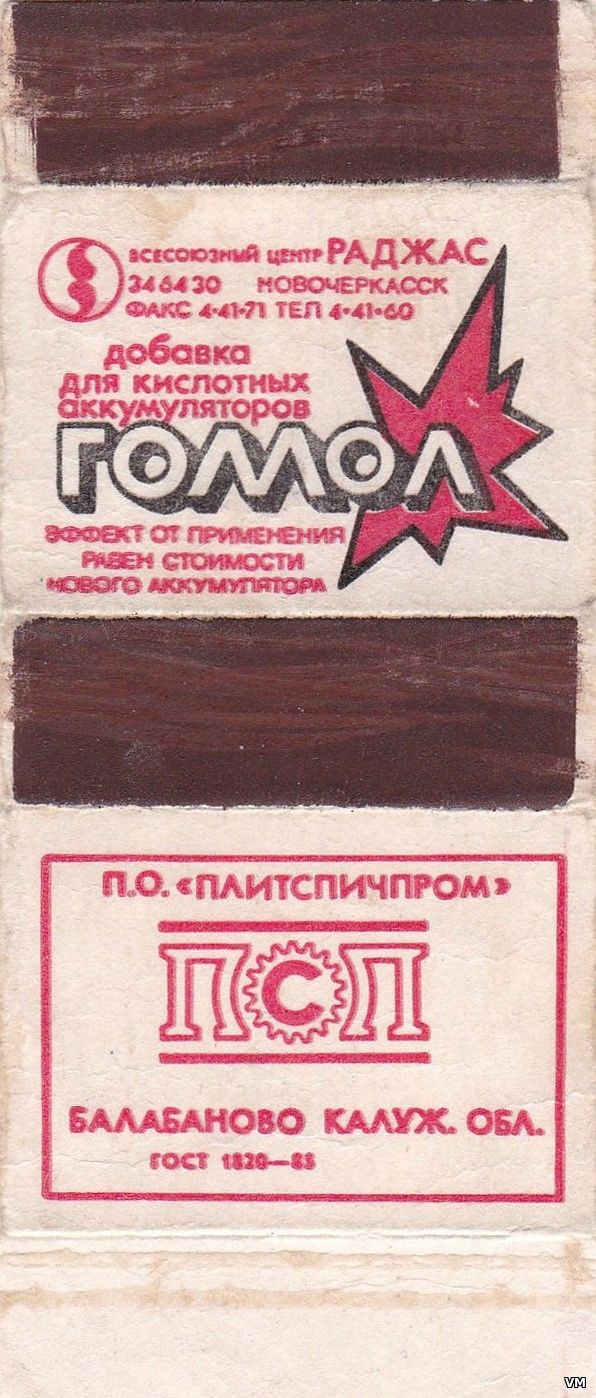 ВСЕСОЮЗНЫЙ ЦЕНТР РАДЖАС
346430 НОВОЧЕРКАССК
ФАКС 4-41-71 ТЕЛ 4-41-60
добавка
для кислотных
аккумуляторов
ГОМОЛ
ЭФФЕКТ ОТ ПРИМЕНЕНИЯ
РАВЕН СТОИМОСТИ
НОВОГО АККУМУЛЯТОРА
П.О. «ПЛИТСПИЧПРОМ»
ПСП
БАЛАБАНОВО КАЛУЖ. ОБЛ.
ГОСТ 1820—85
VM